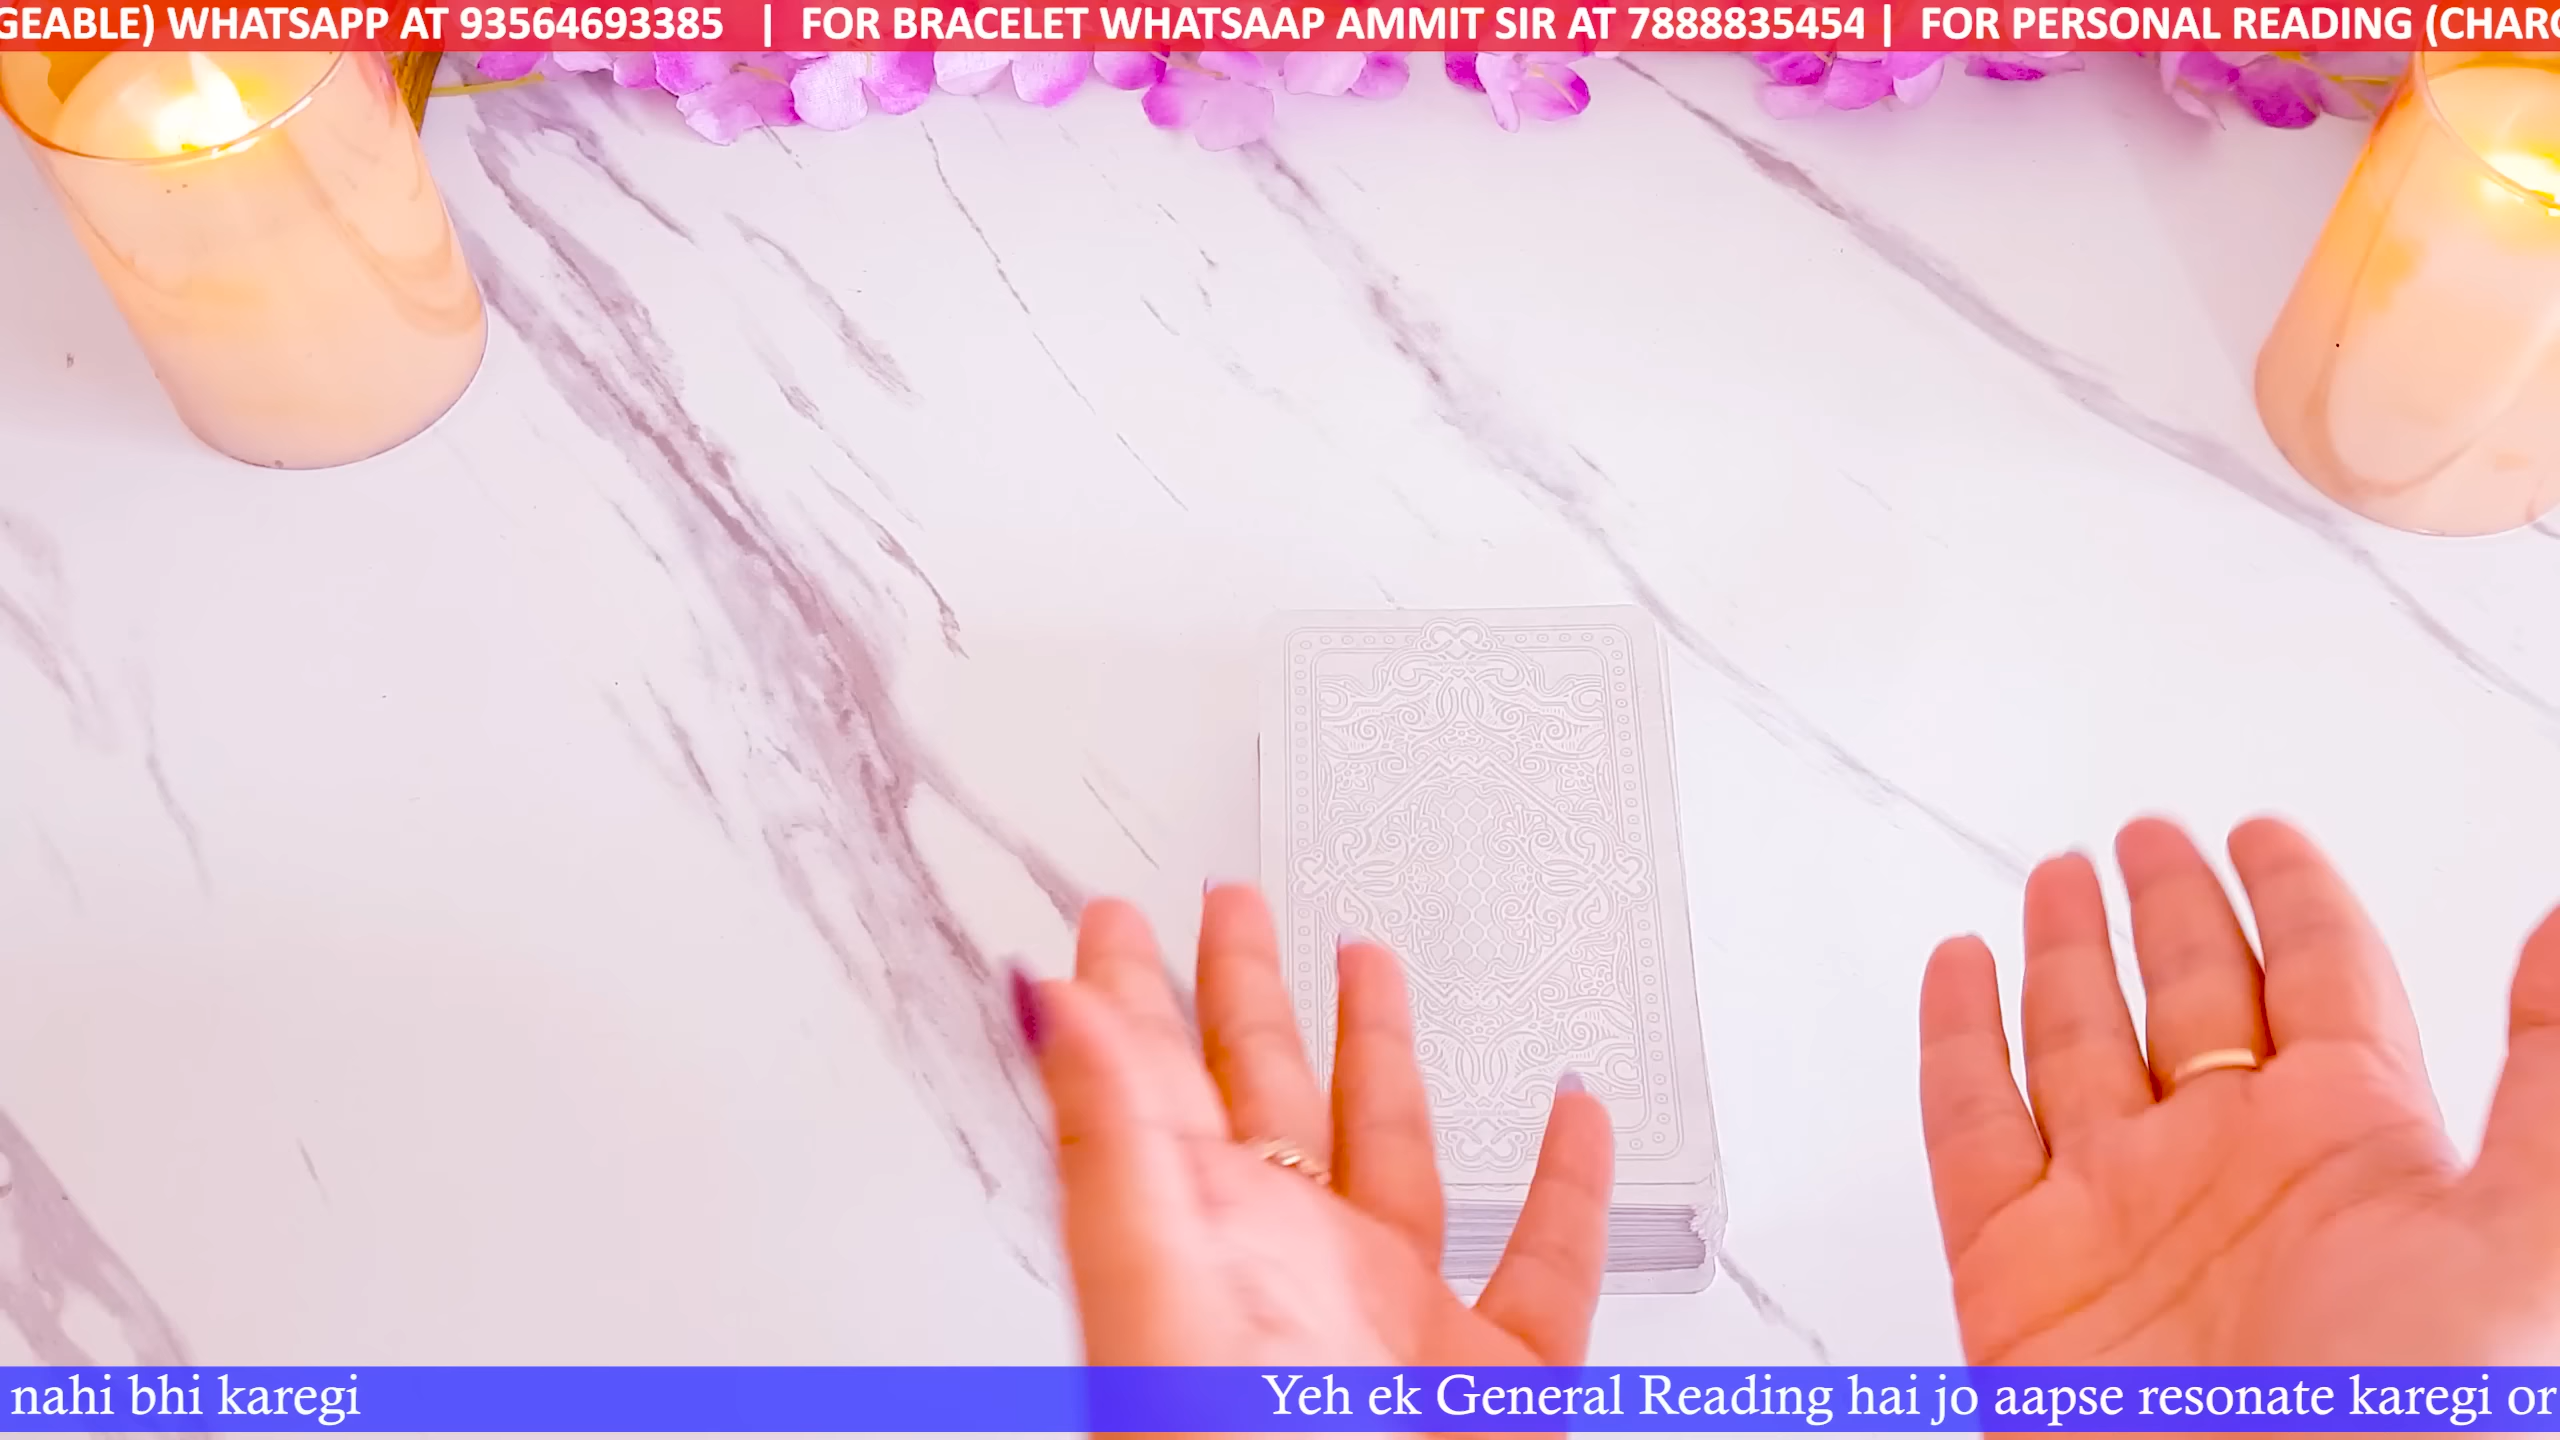 GEABLE) WHATSAPP AT 93564693385 | FOR BRACELET WHATSAAP AMMIT SIR AT 7888835454 | FOR PERSONAL READING (CHARG
nahi bhi karegi Yeh ek General Reading hai jo aapse resonate karegi or